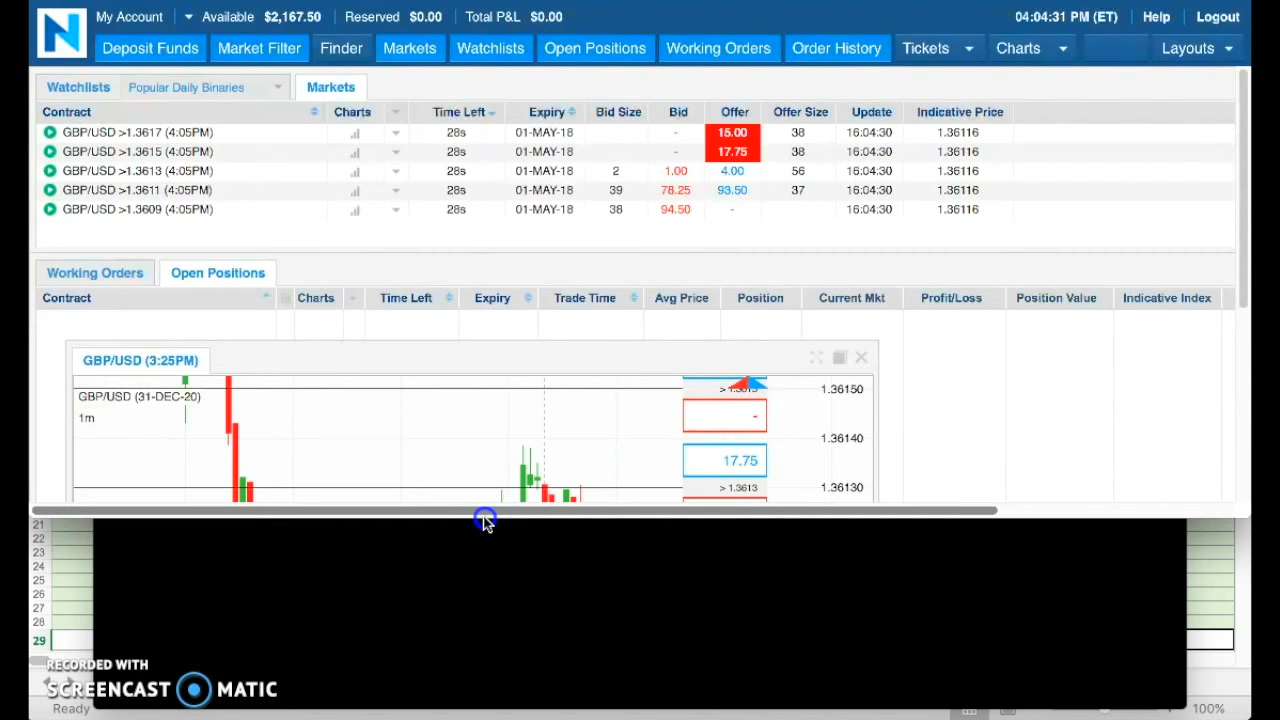 N My Account Available $2,167.50 Reserved $0.00 Total P&L $0.00 04:04:31 PM (ET) Help Logout
Deposit Funds Market Filter Finder Markets Watchlists Open Positions Working Orders Order History Tickets Charts Layouts
Watchlists Popular Daily Binaries Markets
Contract Charts Time Left Expiry Bid Size Bid Offer Offer Size Update Indicative Price
GBP/USD >1.3617 (4:05PM) 28s 01-MAY-18 - 15.00 38 16:04:30 1.36116
GBP/USD >1.3615 (4:05PM) 28s 01-MAY-18 - 17.75 38 16:04:30 1.36116
GBP/USD >1.3613 (4:05PM) 28s 01-MAY-18 2 1.00 4.00 56 16:04:30 1.36116
GBP/USD >1.3611 (4:05PM) 28s 01-MAY-18 39 78.25 93.50 37 16:04:30 1.36116
GBP/USD >1.3609 (4:05PM) 28s 01-MAY-18 38 94.50 - 16:04:30 1.36116
Working Orders Open Positions
Contract Charts Time Left Expiry Trade Time Avg Price Position Current Mkt Profit/Loss Position Value Indicative Index
GBP/USD (3:25PM)
GBP/USD (31-DEC-20)
1m
> 1.3615 1.36150
-
1.36140
17.75
> 1.3613 1.36130
21
22
23
24
25
26
27
28
29
RECORDED WITH
SCREENCAST MATIC
Ready 100%